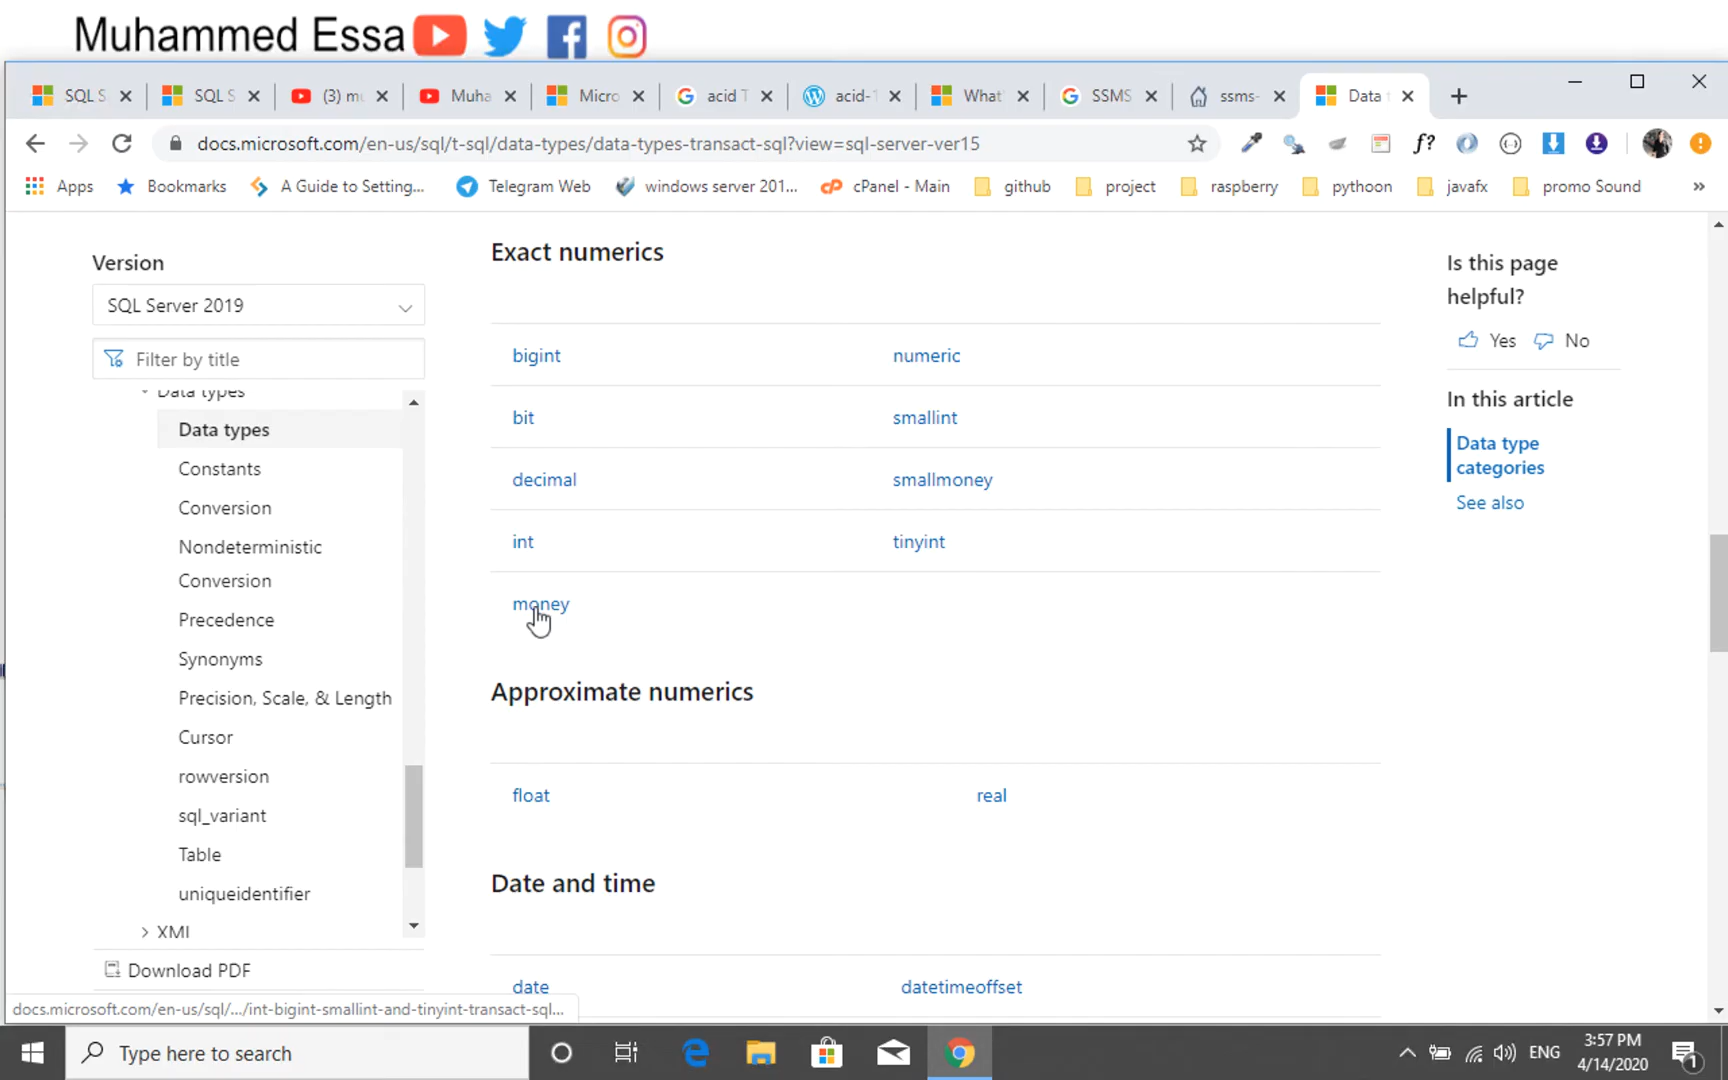 Muhammed Essa
SQL S
SQL S
(3) mu
Muha
Micro
acid T
acid-1
What'
SSMS
ssms-
Data
docs.microsoft.com/en-us/sql/t-sql/data-types/data-types-transact-sql?view=sql-server-ver15
f?
Apps
Bookmarks
A Guide to Setting...
Telegram Web
windows server 201...
cPanel - Main
github
project
raspberry
pythoon
javafx
promo Sound
»
Version
SQL Server 2019
Filter by title
Data types
Data types
Constants
Conversion
Nondeterministic
Conversion
Precedence
Synonyms
Precision, Scale, & Length
Cursor
rowversion
sql_variant
Table
uniqueidentifier
XML
Download PDF
Exact numerics
bigint numeric
bit smallint
decimal smallmoney
int tinyint
money
Approximate numerics
float real
Date and time
date datetimeoffset
Is this page
helpful?
Yes No
In this article
Data type
categories
See also
docs.microsoft.com/en-us/sql/.../int-bigint-smallint-and-tinyint-transact-sql...
Type here to search
ENG
3:57 PM
4/14/2020
1